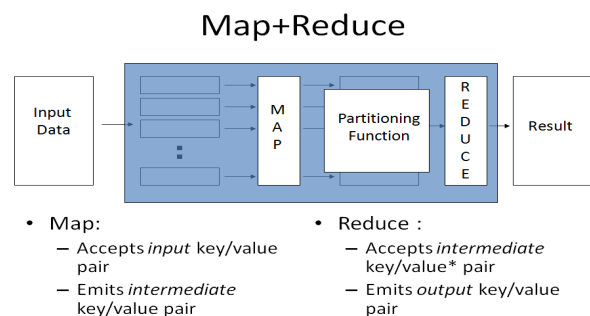 Map+Reduce
Input
Data
M
A
P
Partitioning
Function
R
E
D
U
C
E
Result
• Map:
– Accepts input key/value
pair
– Emits intermediate
key/value pair
• Reduce :
– Accepts intermediate
key/value* pair
– Emits output key/value
pair